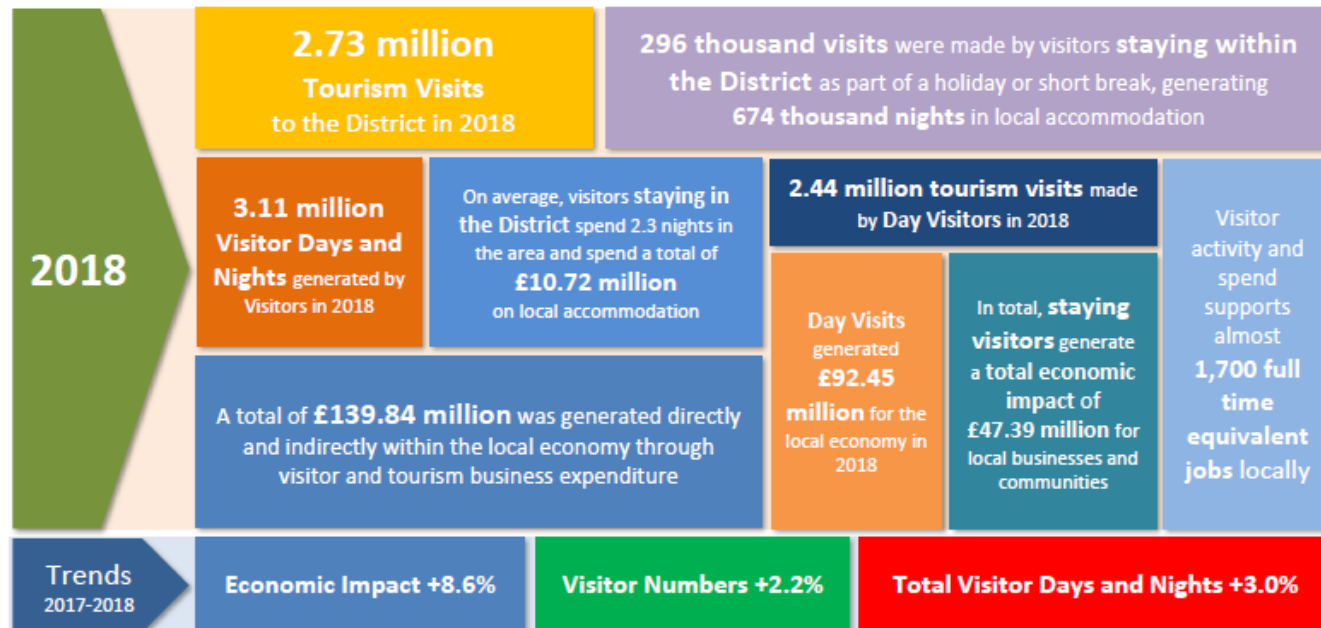 2018
2.73 million
Tourism Visits
to the District in 2018
296 thousand visits were made by visitors staying within
the District as part of a holiday or short break, generating
674 thousand nights in local accommodation
3.11 million
Visitor Days and
Nights generated by
Visitors in 2018
On average, visitors staying in
the District spend 2.3 nights in
the area and spend a total of
£10.72 million
on local accommodation
2.44 million tourism visits made
by Day Visitors in 2018
Visitor
activity and
spend
supports
almost
1,700 full
time
equivalent
jobs locally
A total of £139.84 million was generated directly
and indirectly within the local economy through
visitor and tourism business expenditure
Day Visits
generated
£92.45
million for the
local economy in
2018
In total, staying
visitors generate
a total economic
impact of
£47.39 million for
local businesses and
communities
Trends
2017-2018
Economic Impact +8.6%
Visitor Numbers +2.2%
Total Visitor Days and Nights +3.0%